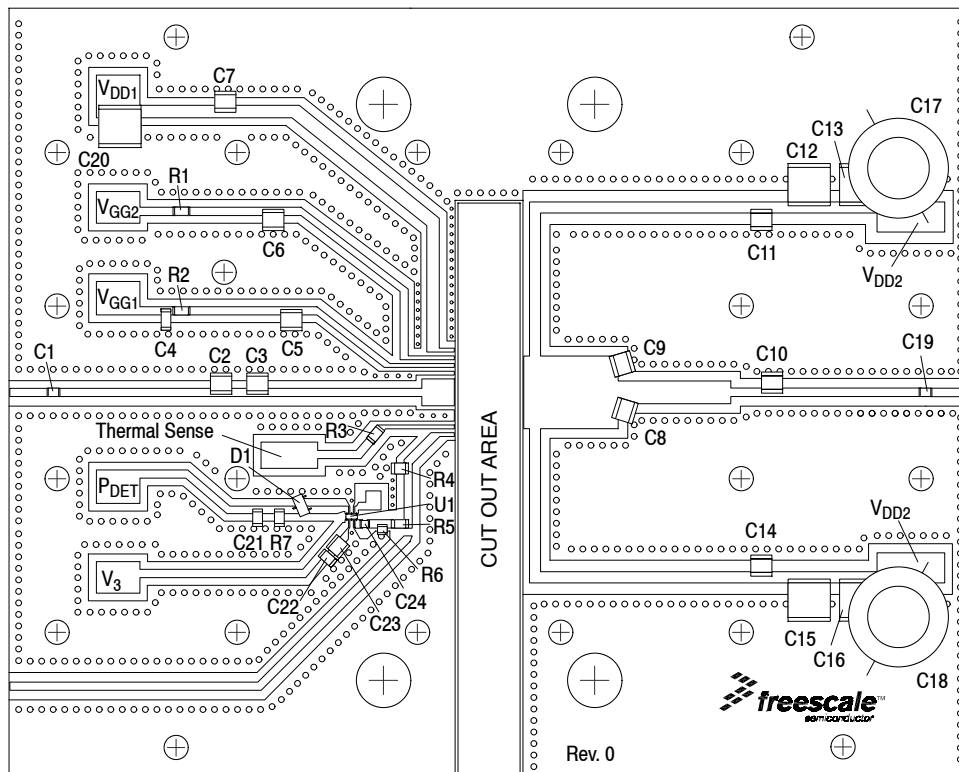 C7
VDD1
C20
R1
VGG2
C6
R2
VGG1
C4
C5
C1
C2
C3
Thermal Sense
R3
D1
R4
PDET
U1
R5
C21
R7
R6
V3
C22
C24
C23
CUT OUT AREA
C17
C13
C12
C11
VDD2
C9
C10
C19
C8
VDD2
C14
C15
C16
C18
freescale™
semiconductor
Rev. 0